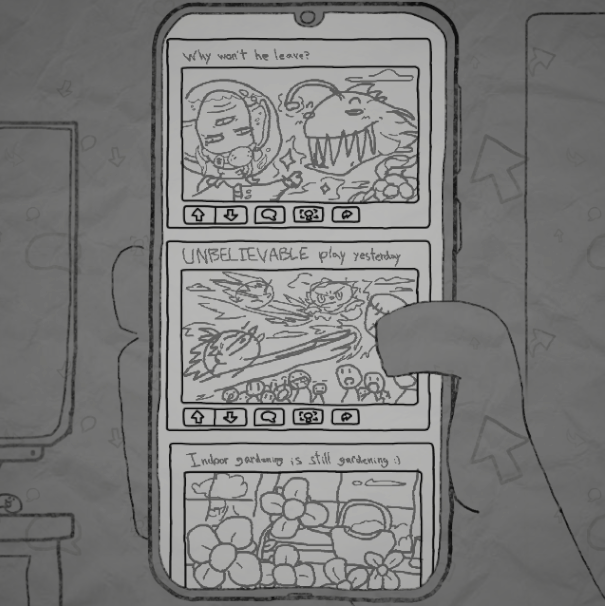 Why won't he leave?
UNBELIEVABLE play yesterday
Indoor gardening is still gardening :)